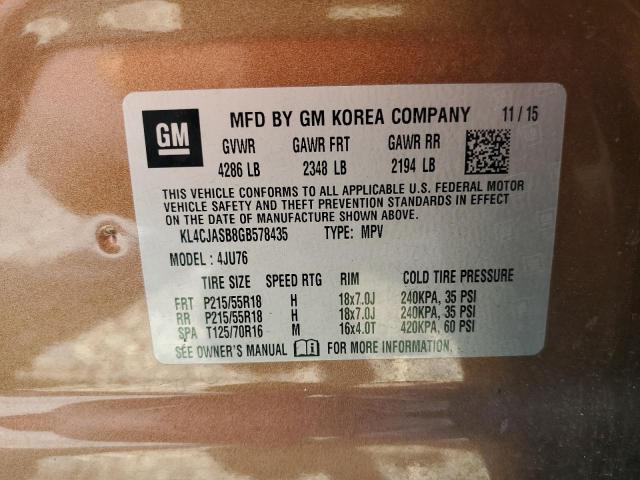 GM MFD BY GM KOREA COMPANY 11 / 15
GVWR GAWR FRT GAWR RR
4286 LB 2348 LB 2194 LB
THIS VEHICLE CONFORMS TO ALL APPLICABLE U.S. FEDERAL MOTOR
VEHICLE SAFETY AND THEFT PREVENTION STANDARDS IN EFFECT
ON THE DATE OF MANUFACTURE SHOWN ABOVE.
KL4CJASB8GB578435 TYPE: MPV
MODEL : 4JU76
TIRE SIZE SPEED RTG RIM COLD TIRE PRESSURE
FRT P215/55R18 H 18x7.0J 240KPA, 35 PSI
RR P215/55R18 H 18x7.0J 240KPA, 35 PSI
SPA T125/70R16 M 16x4.0T 420KPA, 60 PSI
SEE OWNER'S MANUAL FOR MORE INFORMATION.